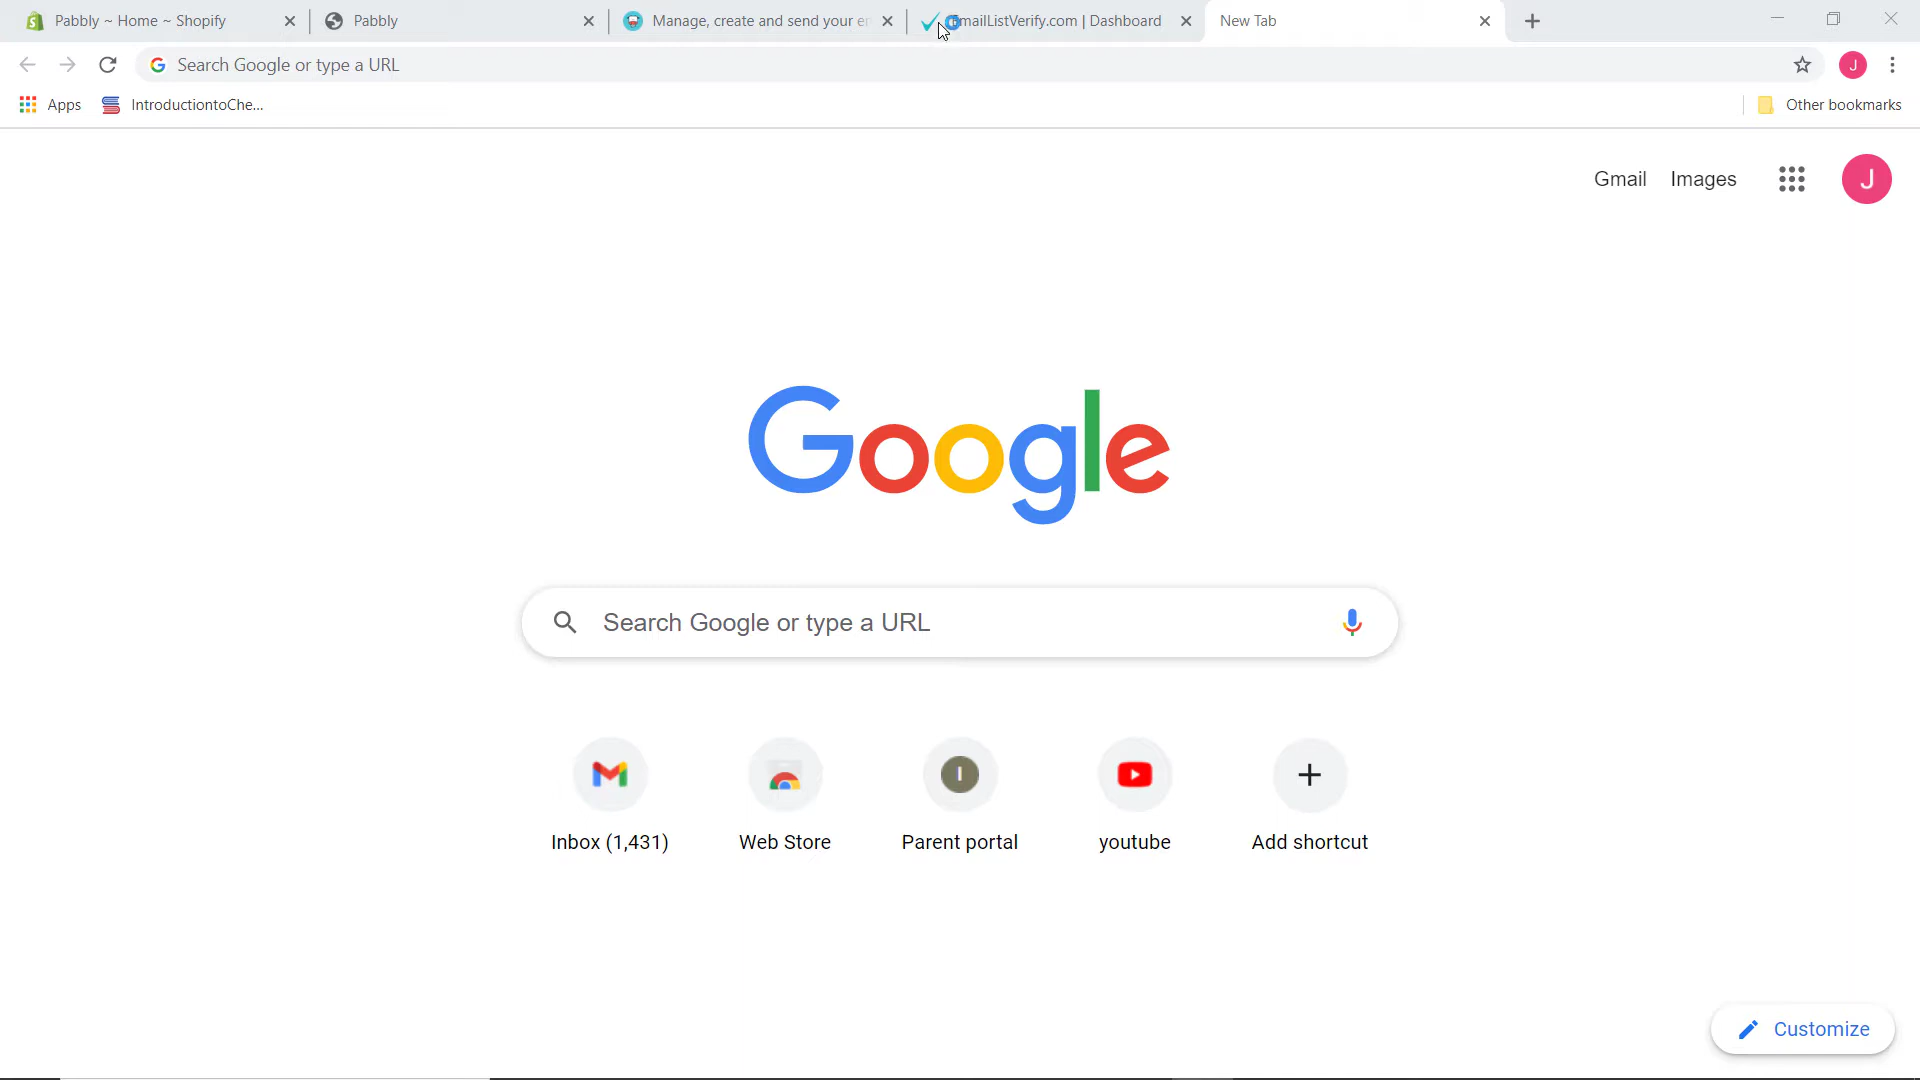 Pabbly ~ Home ~ Shopify
Pabbly
Manage, create and send your e
EmailListVerify.com | Dashboard
New Tab
Search Google or type a URL
J
Apps
IntroductiontoChe...
Other bookmarks
Gmail
Images
J
Google
Search Google or type a URL
I
Inbox (1,431)
Web Store
Parent portal
youtube
Add shortcut
Customize